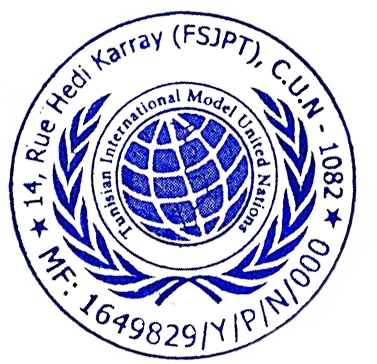 14, Rue Hedi Karray (FSJPT), C.U.N - 1082
Tunisian International Model United Nations
MF: 1649829/Y/P/N/000